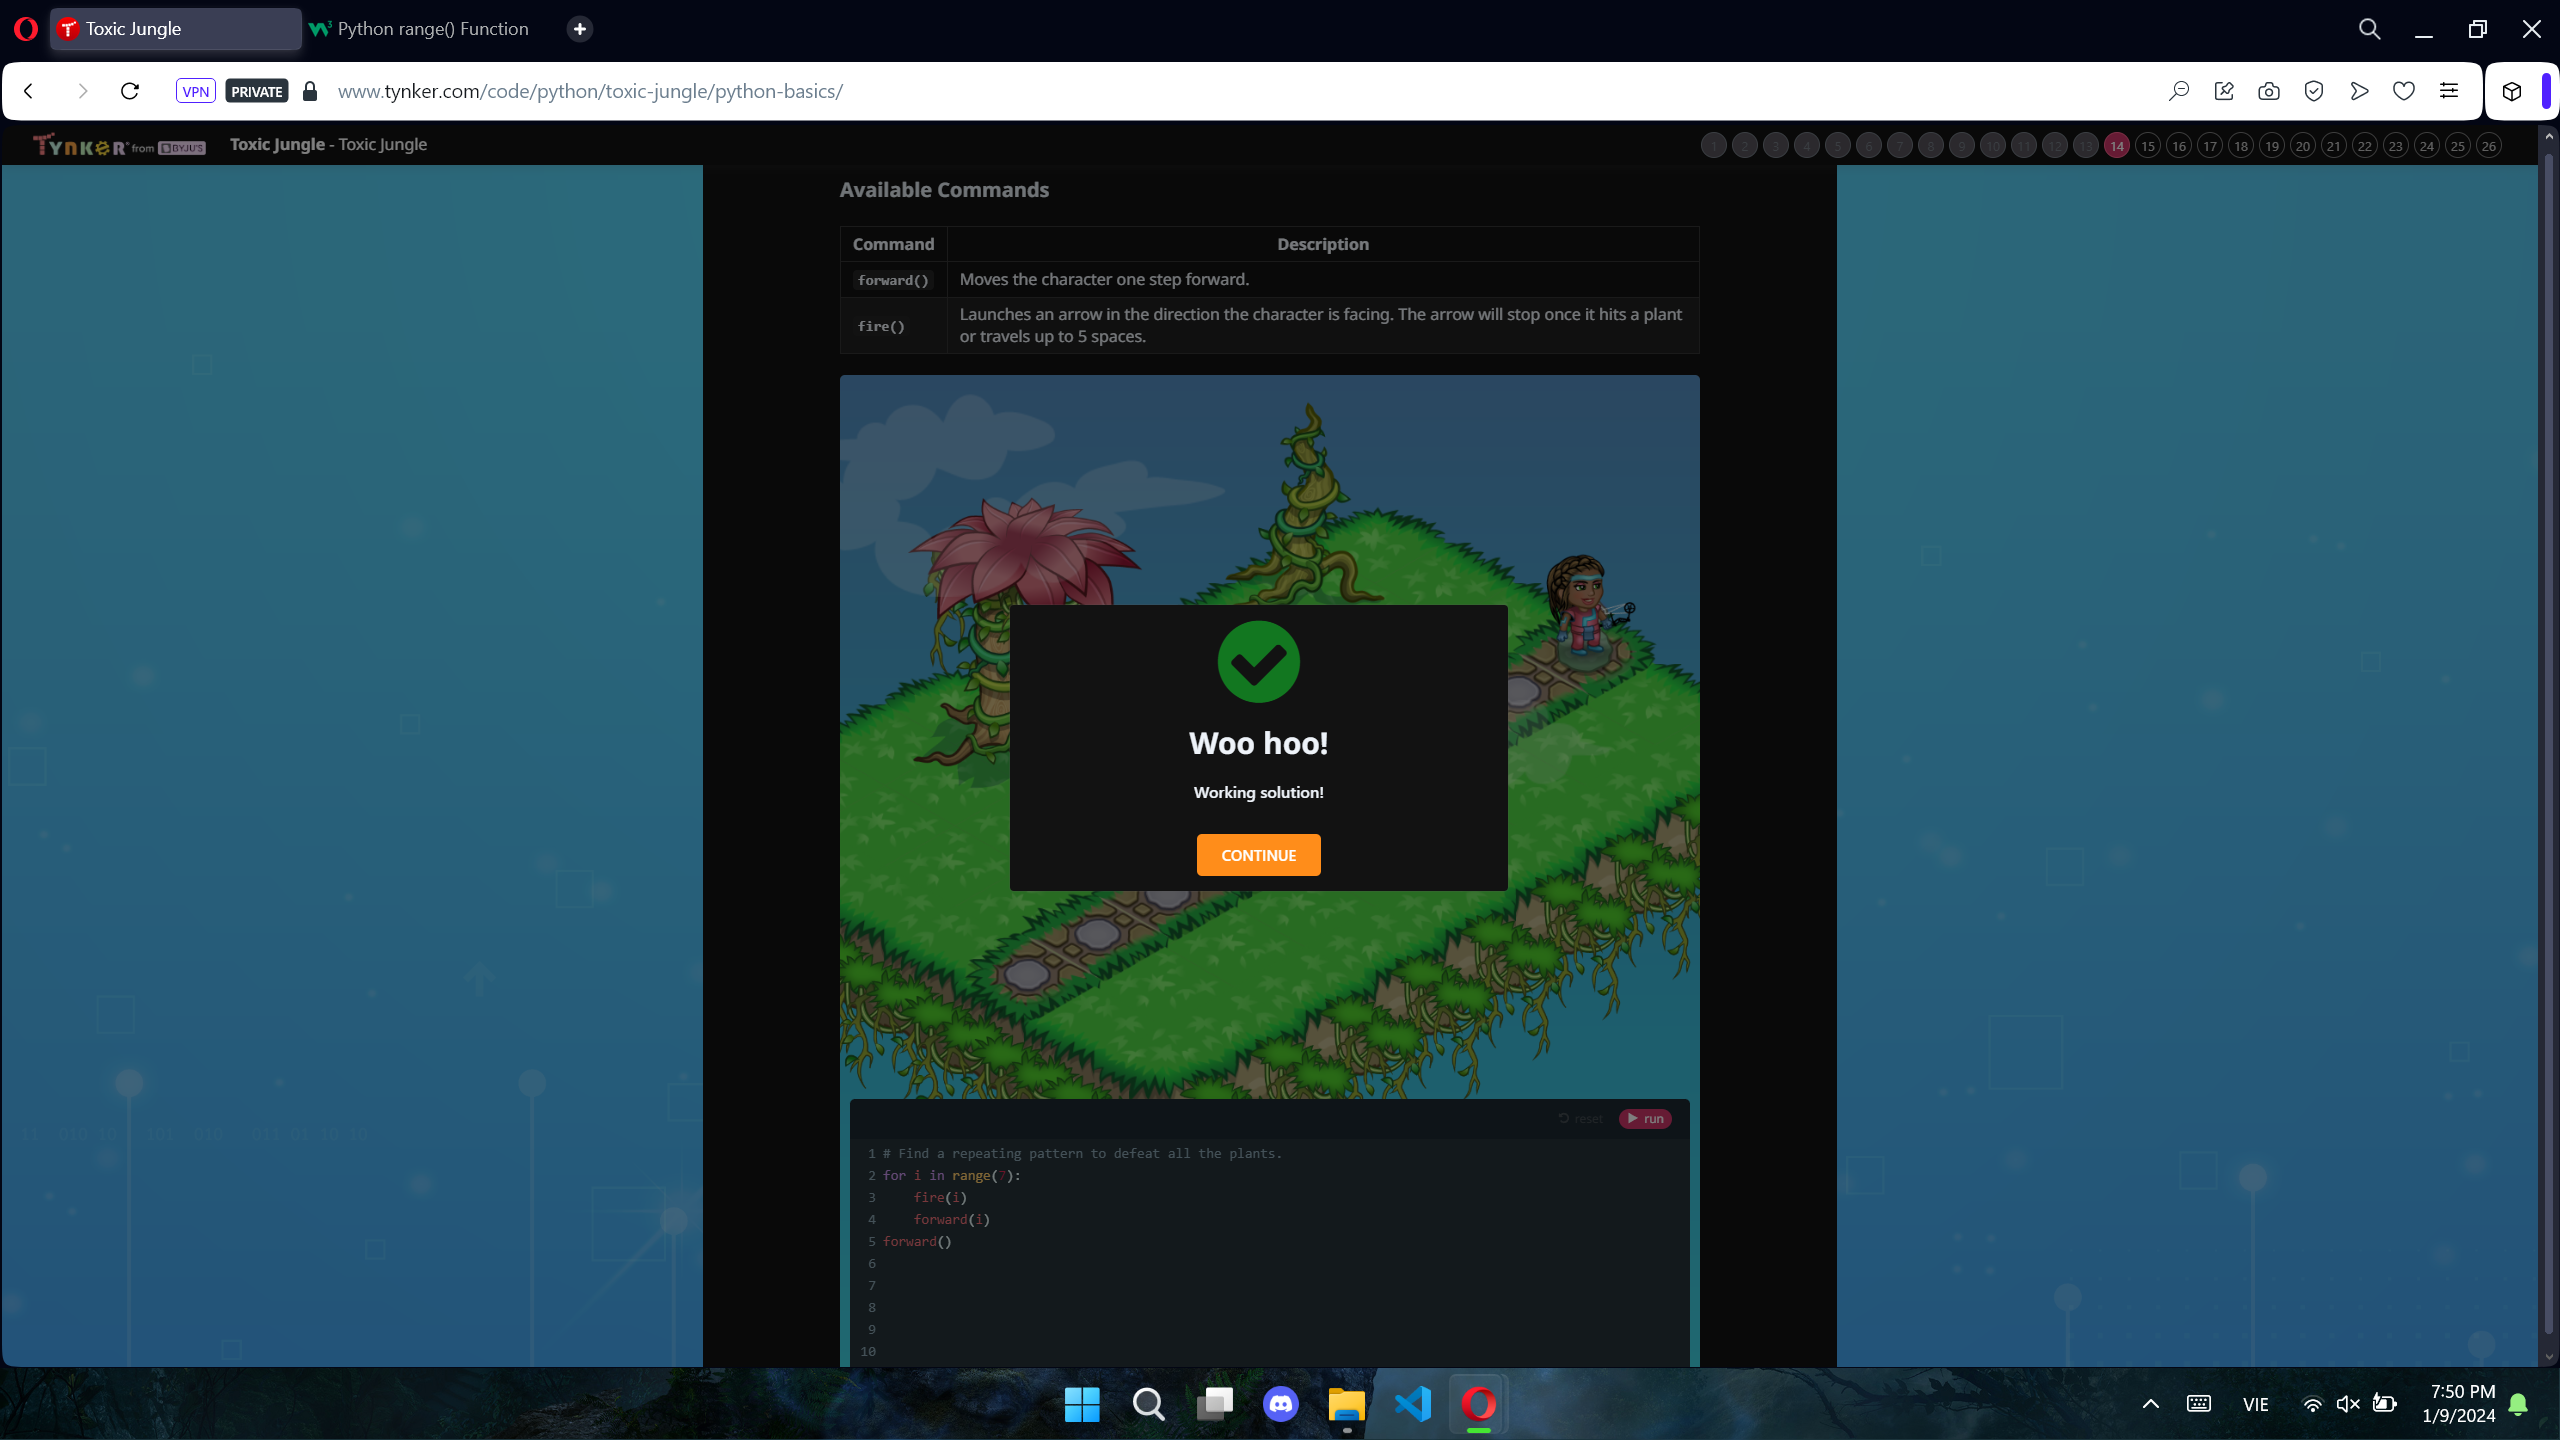 Toxic Jungle
Python range() Function
VPN PRIVATE www.tynker.com/code/python/toxic-jungle/python-basics/
TYNKER from BYJU'S Toxic Jungle - Toxic Jungle 1 2 3 4 5 6 7 8 9 10 11 12 13 14 15 16 17 18 19 20 21 22 23 24 25 26
Available Commands
Command Description
forward() Moves the character one step forward.
fire() Launches an arrow in the direction the character is facing. The arrow will stop once it hits a plant
or travels up to 5 spaces.
Woo hoo!
Working solution!
CONTINUE
reset run
1 # Find a repeating pattern to defeat all the plants.
2 for i in range(7):
3 fire(i)
4 forward(i)
5 forward()
6
7
8
9
10
VIE
7:50 PM
1/9/2024